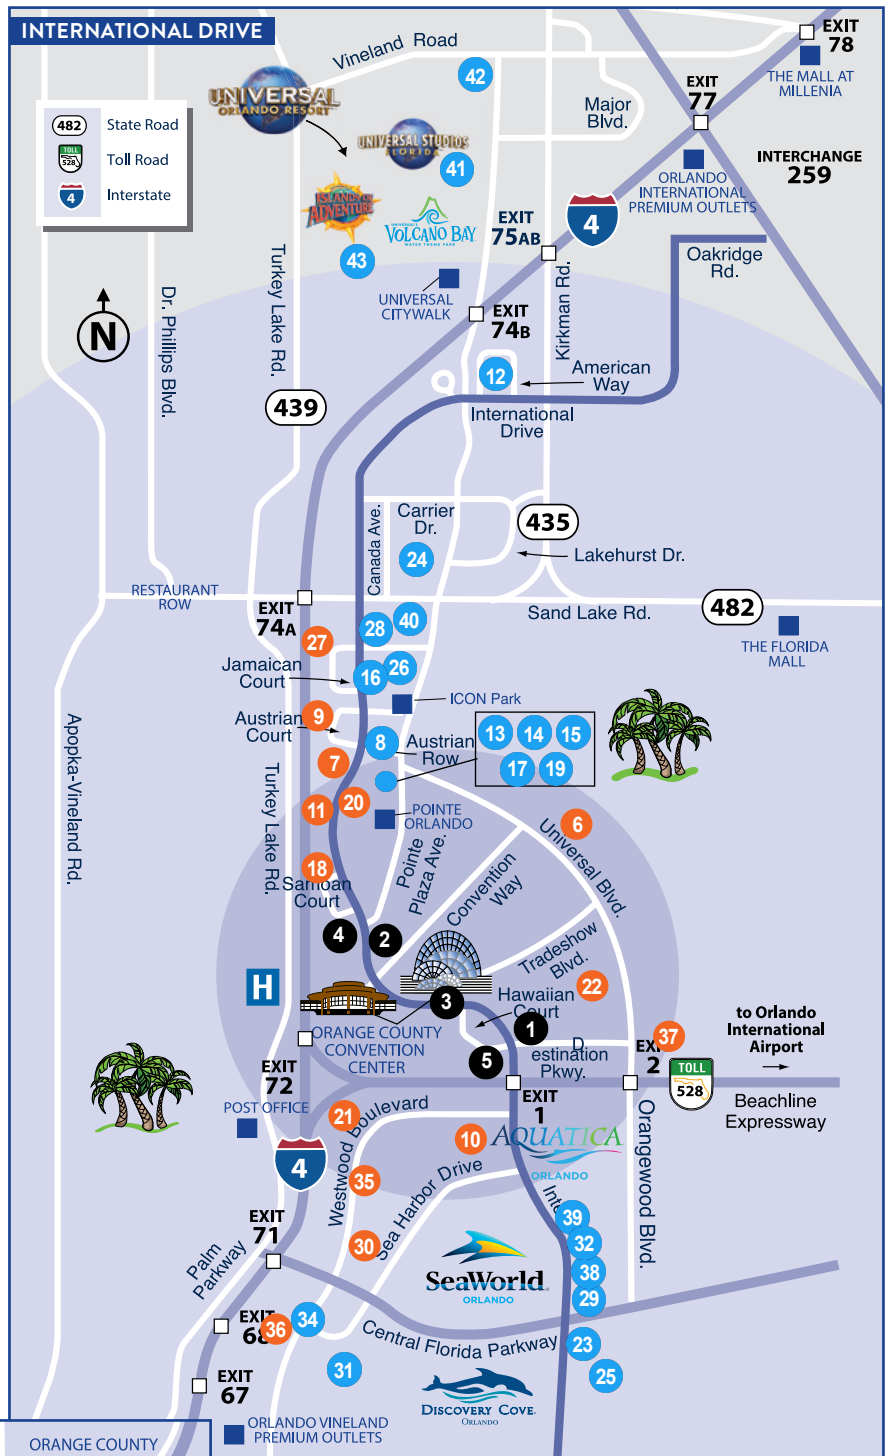 INTERNATIONAL DRIVE
Vineland Road
EXIT
78
THE MALL AT
MILLENIA
42
UNIVERSAL
ORLANDO RESORT
EXIT
77
Major
Blvd.
482 State Road
TOLL
528
Toll Road
4 Interstate
UNIVERSAL STUDIOS
FLORIDA
41
INTERCHANGE
259
ORLANDO
INTERNATIONAL
PREMIUM OUTLETS
ISLANDS OF
ADVENTURE
UNIVERSAL'S
VOLCANO BAY
WATER THEME PARK
EXIT
75AB
4
43
Oakridge
Rd.
Turkey Lake Rd.
Dr. Phillips Blvd.
N
UNIVERSAL
CITYWALK
EXIT
74B
Kirkman Rd.
12
American
Way
439
International
Drive
Canada Ave.
Carrier
Dr.
435
24
Lakehurst Dr.
RESTAURANT
ROW
EXIT
74A
Sand Lake Rd.
482
27
28
40
THE FLORIDA
MALL
Jamaican
Court
16
26
ICON Park
9
Austrian
Court
Apopka-Vineland Rd.
8
Austrian
Row
13
14
15
17
19
7
Turkey Lake Rd.
11
20
POINTE
ORLANDO
6
Universal Blvd.
Pointe
Plaza Ave.
Convention
Way
18
Samoan
Court
4
2
Tradeshow
Blvd.
H
3
22
Hawaiian
Court
ORANGE COUNTY
CONVENTION
CENTER
1
5
D.
estination
Pkwy.
37
EXI
2
to Orlando
International
Airport
TOLL
528
Beachline
Expressway
EXIT
72
EXIT
1
POST OFFICE
21
Westwood Boulevard
10
AQUATICA
ORLANDO
Orangewood Blvd.
4
35
Sea Harbor Drive
Inte
39
EXIT
71
30
32
Palm
Parkway
SeaWorld
ORLANDO
38
29
EXIT
68
36
34
Central Florida Parkway
23
31
25
EXIT
67
DISCOVERY COVE
ORLANDO
ORLANDO VINELAND
PREMIUM OUTLETS
ORANGE COUNTY